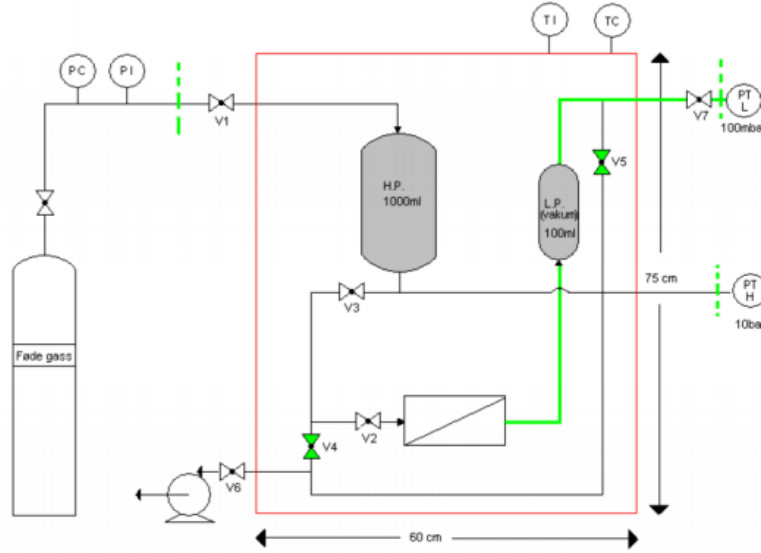 TI
TC
PC
PI
V1
PT
L
V7
100mba
H.P.
1000ml
V5
L.P.
(vakum)
100ml
75 cm
PT
H
10ba
V3
Føde gass
V2
V4
V6
60 cm